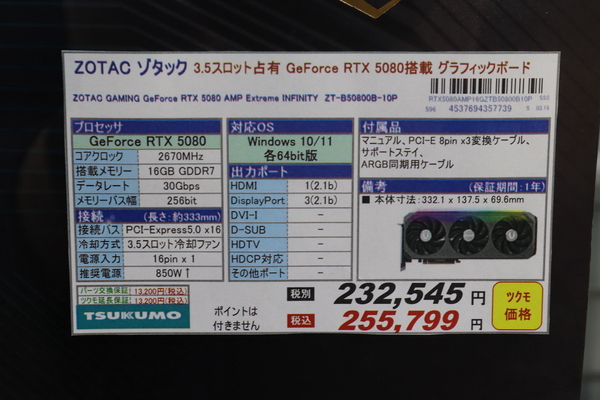 ZOTAC ゾタック 3.5スロット占有 GeForce RTX 5080搭載 グラフィックボード
ZOTAC GAMING GeForce RTX 5080 AMP Extreme INFINITY ZT-B50800B-10P
RTX5080AMP16GZTB50800B10P
4537694357739
プロセッサ
GeForce RTX 5080
コアクロック 2670MHz
搭載メモリー 16GB GDDR7
データレート 30Gbps
メモリーバス幅 256bit
接続 (長さ:約333mm)
接続バス PCI-Express5.0 x16
冷却方式 3.5スロット冷却ファン
電源入力 16pin x 1
推奨電源 850W↑
対応OS
Windows 10/11
各64bit版
出力ポート
HDMI 1(2.1b)
DisplayPort 3(2.1b)
DVI-I -
D-SUB -
HDTV -
HDCP対応 -
その他ポート -
付属品
マニュアル、PCI-E 8pin x3変換ケーブル、
サポートステイ、
ARGB同期用ケーブル
備考 (保証期間:1年)
■ 本体寸法:332.1 x 137.5 x 69.6mm
パーツ交換保証 13,200円(税込)
ツクモ延長保証 13,200円(税込)
TSUKUMO
ポイントは
付きません
税別 232,545 円
税込 255,799 円
ツクモ
価格